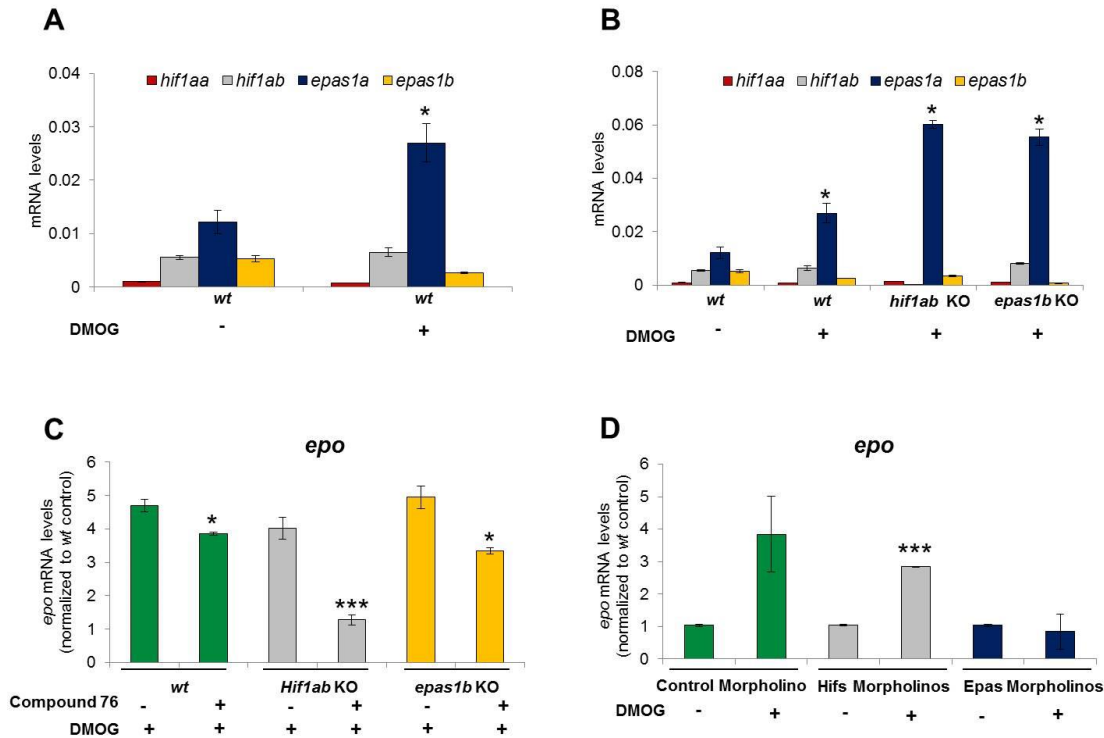 A
hif1aa hif1ab epas1a epas1b
mRNA levels
0.04
0.03
0.02
0.01
0
*
wt wt
DMOG - +
B
hif1aa hif1ab epas1a epas1b
mRNA levels
0.08
0.06
0.04
0.02
0
* * *
wt wt hif1ab KO epas1b KO
DMOG - + + +
C
epo
epo mRNA levels
(normalized to wt control)
6
5
4
3
2
1
0
* *** *
wt Hif1ab KO epas1b KO
Compound 76 - + - + - +
DMOG + + + + + +
D
epo
epo mRNA levels
(normalized to wt control)
6
5
4
3
2
1
0
***
Control Morpholino Hifs Morpholinos Epas Morpholinos
DMOG - + - + - +